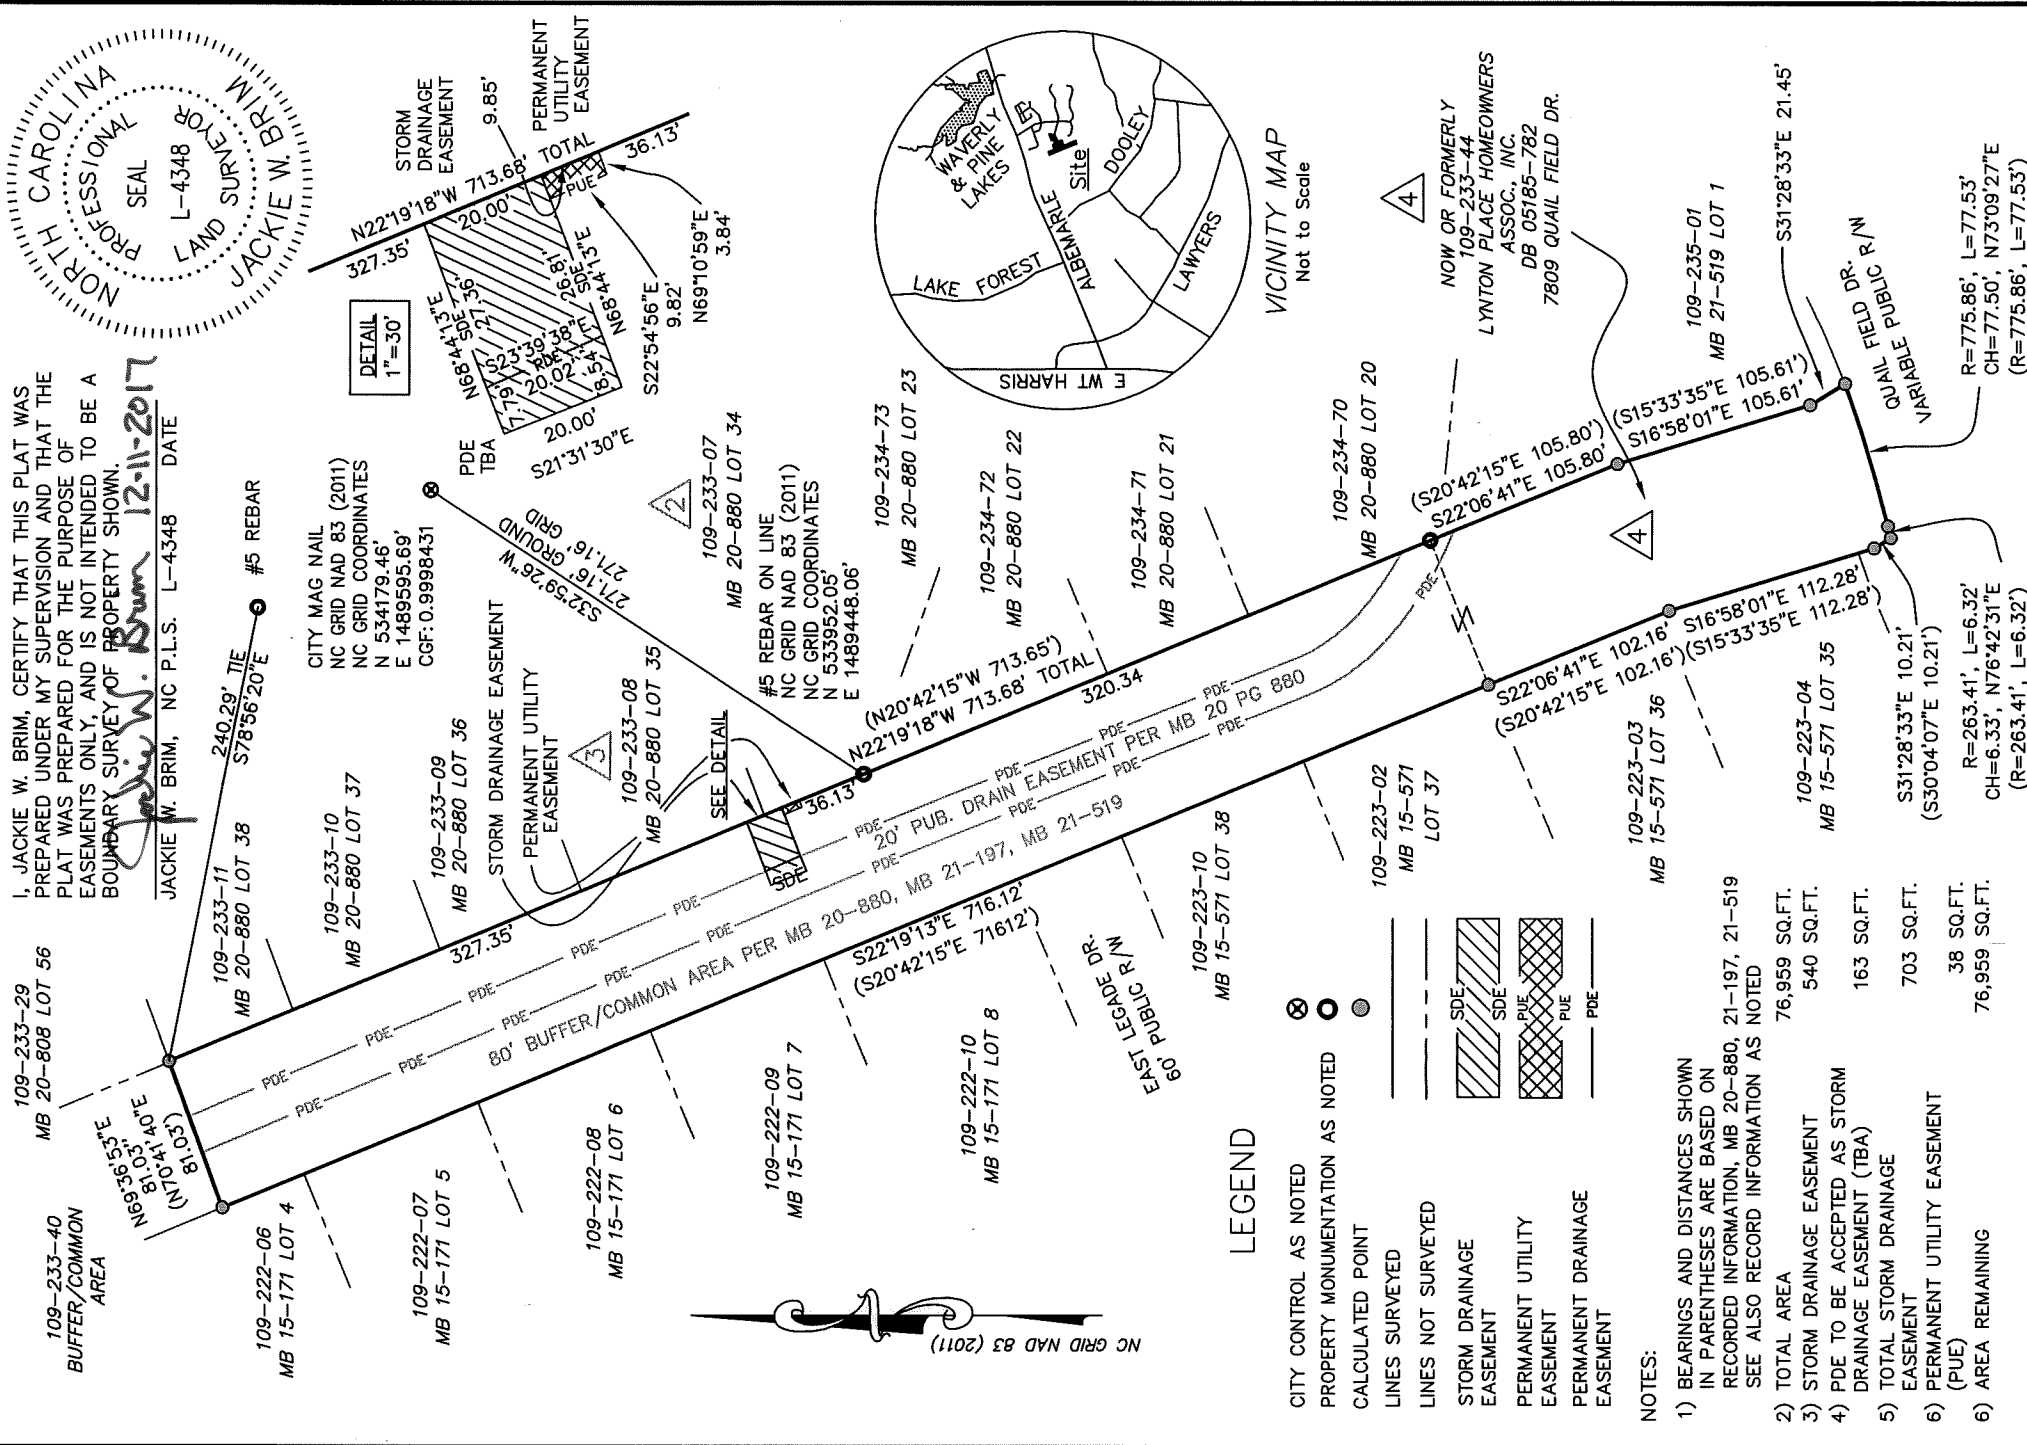 NORTH CAROLINA
PROFESSIONAL
SEAL
L-4348
LAND SURVEYOR
JACKIE W. BRIM
I, JACKIE W. BRIM, CERTIFY THAT THIS PLAT WAS
PREPARED UNDER MY SUPERVISION AND THAT THE
PLAT WAS PREPARED FOR THE PURPOSE OF
EASEMENTS ONLY, AND IS NOT INTENDED TO BE A
BOUNDARY SURVEY OF PROPERTY SHOWN.
Jackie W. Brim 12-11-2017
JACKIE W. BRIM, NC P.L.S. L-4348 DATE
DETAIL
1"=30'
STORM
DRAINAGE
EASEMENT
9.85'
PERMANENT
UTILITY
EASEMENT
N22°19'18"W 713.68' TOTAL
327.35'
20.00'
36.13'
PUE
N68°44'13"E
SDE
27.36'
7.79'
S23°39'38"E
PDE
20.02'
26.81'
SDE
8.54'
N68°44'13"E
PDE
TBA
20.00'
S21°31'30"E
S22°54'56"E
9.82'
N69°10'59"E
3.84'
WAVERLY
& PINE
LAKES
Site
DOOLEY
LAKE FOREST
ALBEMARLE
LAWYERS
E WT HARRIS
VICINITY MAP
Not to Scale
109-233-29
MB 20-808 LOT 56
109-233-40
BUFFER/COMMON
AREA
N69°36'53"E
81.03'
(N70°41'40"E
81.03')
240.29' TIE
S78°56'20"E
#5 REBAR
CITY MAG NAIL
NC GRID NAD 83 (2011)
NC GRID COORDINATES
N 534179.46'
E 1489595.69'
CGF: 0.9998431
S32°59'26"W
271.16' GROUND
271.16' GRID
#5 REBAR ON LINE
NC GRID NAD 83 (2011)
NC GRID COORDINATES
N 533952.05'
E 1489448.06'
109-233-11
MB 20-880 LOT 38
109-233-10
MB 20-880 LOT 37
109-233-09
MB 20-880 LOT 36
STORM DRAINAGE EASEMENT
PERMANENT UTILITY
EASEMENT
3
109-233-08
MB 20-880 LOT 35
SEE DETAIL
2
109-233-07
MB 20-880 LOT 34
109-234-73
MB 20-880 LOT 23
109-234-72
MB 20-880 LOT 22
109-234-71
MB 20-880 LOT 21
109-234-70
MB 20-880 LOT 20
4
NOW OR FORMERLY
109-233-44
LYNTON PLACE HOMEOWNERS
ASSOC., INC.
DB 05185-782
7809 QUAIL FIELD DR.
109-235-01
MB 21-519 LOT 1
327.35'
36.13'
SDE
(N20°42'15"W 713.65')
N22°19'18"W 713.68' TOTAL
320.34
PDE PDE PDE PDE PDE PDE PDE
20' PUB. DRAIN EASEMENT PER MB 20 PG 880
PDE PDE PDE PDE PDE PDE PDE PDE
80' BUFFER/COMMON AREA PER MB 20-880, MB 21-197, MB 21-519
S22°19'13"E 716.12'
(S20°42'15"E 71612')
(S20°42'15"E 105.80')
S22°06'41"E 105.80'
(S15°33'35"E 105.61')
S16°58'01"E 105.61'
S31°28'33"E 21.45'
QUAIL FIELD DR.
VARIABLE PUBLIC R/W
4
R=775.86', L=77.53'
CH=77.50', N73°09'27"E
(R=775.86', L=77.53')
S22°06'41"E 102.16'
(S20°42'15"E 102.16')
S16°58'01"E 112.28'
(S15°33'35"E 112.28')
S31°28'33"E 10.21'
(S30°04'07"E 10.21')
R=263.41', L=6.32'
CH=6.33', N76°42'31"E
(R=263.41', L=6.32')
109-222-06
MB 15-171 LOT 4
109-222-07
MB 15-171 LOT 5
109-222-08
MB 15-171 LOT 6
109-222-09
MB 15-171 LOT 7
109-222-10
MB 15-171 LOT 8
EAST LEGADE DR.
60' PUBLIC R/W
109-223-10
MB 15-571 LOT 38
109-223-02
MB 15-571
LOT 37
109-223-03
MB 15-571 LOT 36
109-223-04
MB 15-571 LOT 35
NC GRID NAD 83 (2011)
LEGEND
CITY CONTROL AS NOTED
PROPERTY MONUMENTATION AS NOTED
CALCULATED POINT
LINES SURVEYED
LINES NOT SURVEYED
STORM DRAINAGE
EASEMENT
SDE
SDE
PERMANENT UTILITY
EASEMENT
PUE
PUE
PERMANENT DRAINAGE
EASEMENT
PDE
NOTES:
1) BEARINGS AND DISTANCES SHOWN
IN PARENTHESES ARE BASED ON
RECORDED INFORMATION, MB 20-880, 21-197, 21-519
SEE ALSO RECORD INFORMATION AS NOTED
2) TOTAL AREA 76,959 SQ.FT.
3) STORM DRAINAGE EASEMENT 540 SQ.FT.
4) PDE TO BE ACCEPTED AS STORM
DRAINAGE EASEMENT (TBA) 163 SQ.FT.
5) TOTAL STORM DRAINAGE
EASEMENT 703 SQ.FT.
6) PERMANENT UTILITY EASEMENT
(PUE) 38 SQ.FT.
6) AREA REMAINING 76,959 SQ.FT.